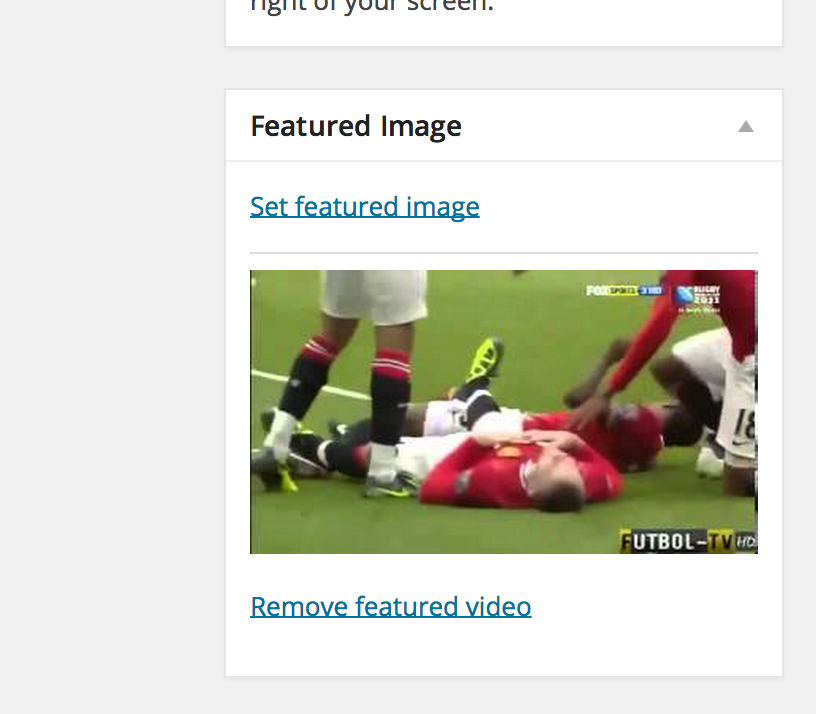 right of your screen.
Featured Image
Set featured image
FOX SPORTS 3 HD
RUGBY
2011
18
FUTBOL-TV HD
Remove featured video